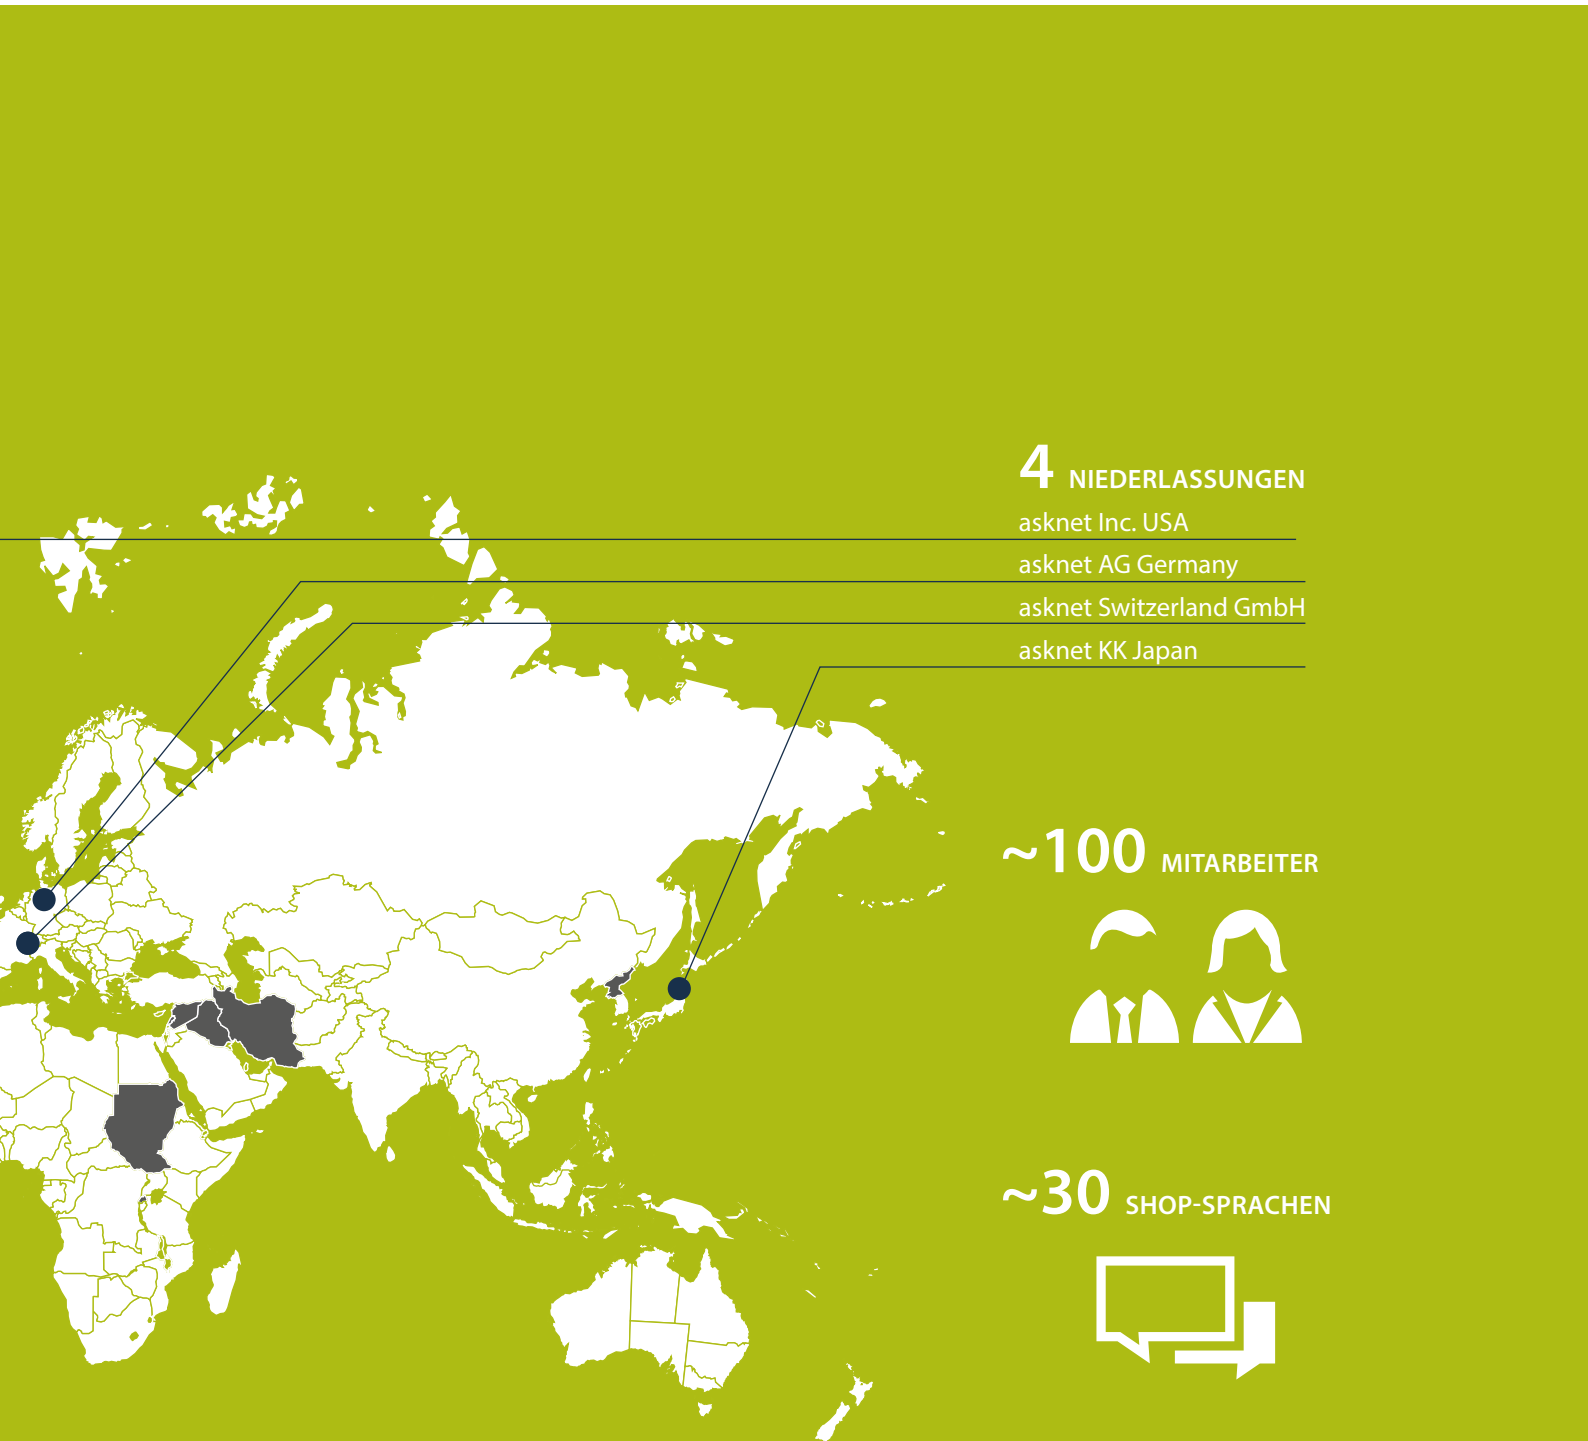 4 NIEDERLASSUNGEN
asknet Inc. USA
asknet AG Germany
asknet Switzerland GmbH
asknet KK Japan
~100 MITARBEITER
~30 SHOP-SPRACHEN